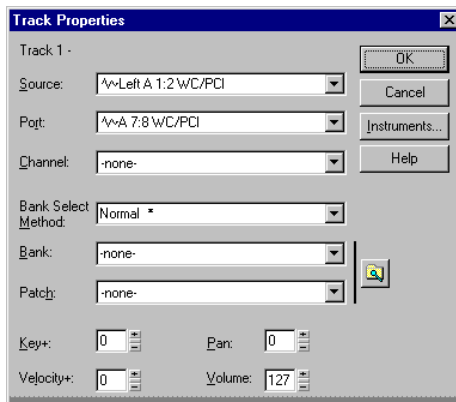 Track Properties
Track 1 -
OK
Source: Left A 1:2 WC/PCI
Cancel
Port: A 7:8 WC/PCI
Instruments...
Channel: -none-
Help
Bank Select Method: Normal *
Bank: -none-
Patch: -none-
Key+: 0 Pan: 0
Velocity+: 0 Volume: 127